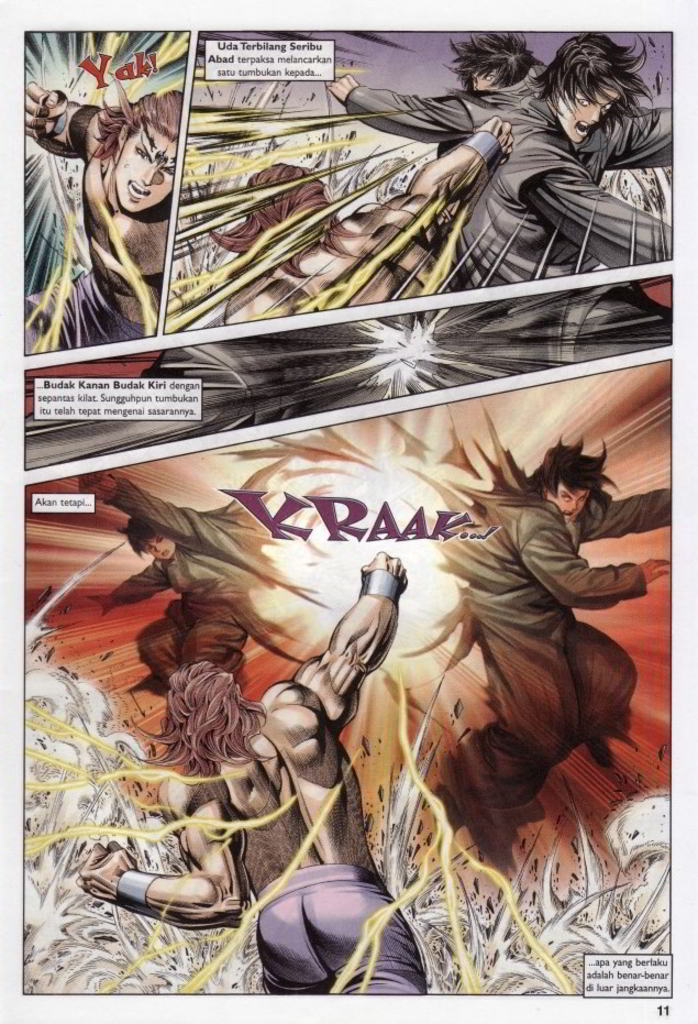 Yak!
Uda Terbilang Seribu
Abad terpaksa melancarkan
satu tumbukan kepada...
...Budak Kanan Budak Kiri dengan
sepantas kilat. Sungguhpun tumbukan
itu telah tepat mengenai sasarannya.
Akan tetapi...
KRAAK...!
...apa yang berlaku
adalah benar-benar
di luar jangkaannya.
11